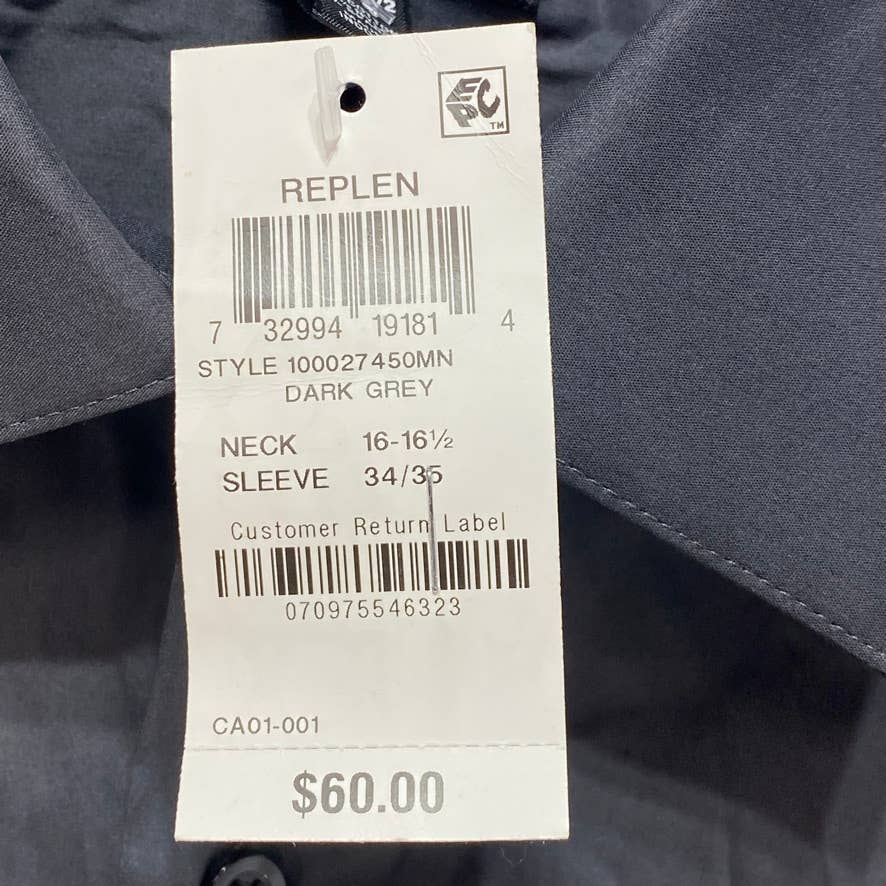 EPC
TM
REPLEN
7 32994 19181 4
STYLE 100027450MN
DARK GREY
NECK 16-16½
SLEEVE 34/35
Customer Return Label
070975546323
CA01-001
$60.00